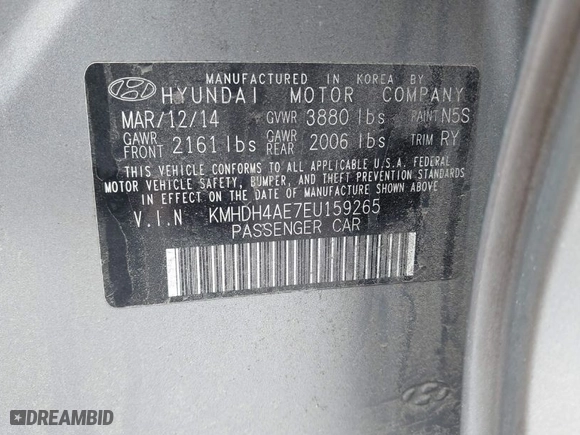 MANUFACTURED IN KOREA BY
HYUNDAI MOTOR COMPANY
MAR/12/14 GVWR 3880 lbs PAINT N5S
GAWR FRONT 2161 lbs GAWR REAR 2006 lbs TRIM RY
THIS VEHICLE CONFORMS TO ALL APPLICABLE U.S.A. FEDERAL
MOTOR VEHICLE SAFETY, BUMPER, AND THEFT PREVENTION STANDARDS
IN EFFECT ON THE DATE OF MANUFACTURE SHOWN ABOVE.
V.I.N KMHDH4AE7EU159265
PASSENGER CAR
DREAMBID